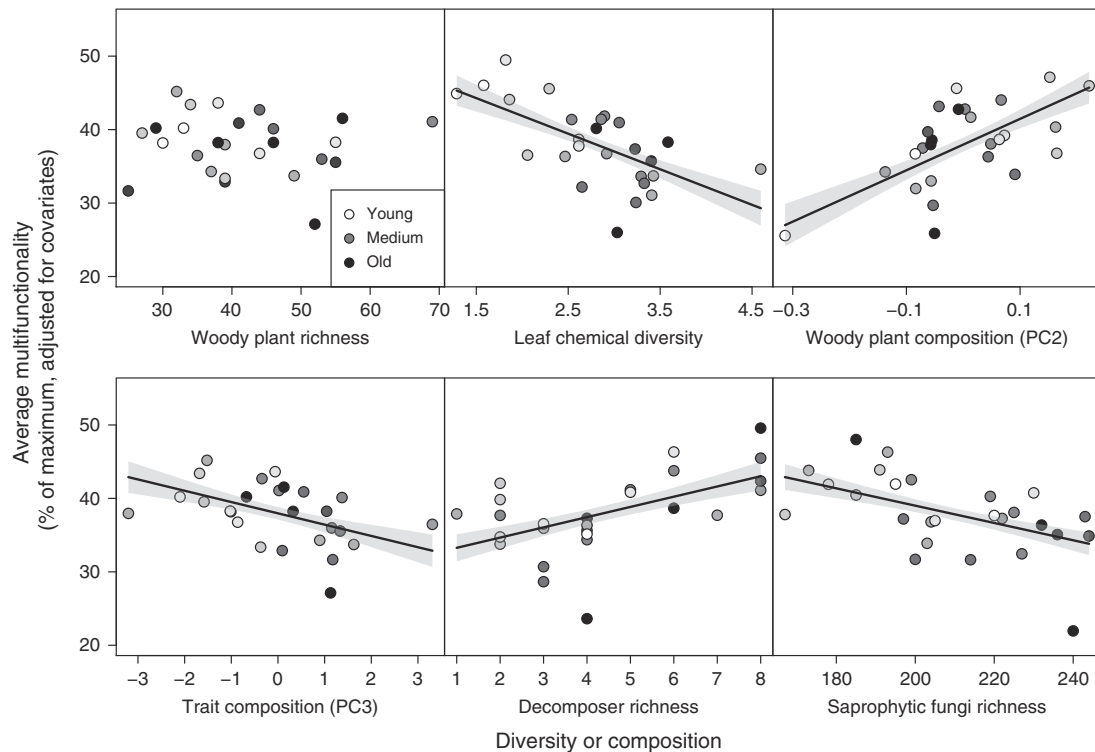 Average multifunctionality
(% of maximum, adjusted for covariates)
50
40
30
20
Young
Medium
Old
30 40 50 60 70
Woody plant richness
1.5 2.5 3.5 4.5
Leaf chemical diversity
−0.3 −0.1 0.1
Woody plant composition (PC2)
50
40
30
20
−3 −2 −1 0 1 2 3
Trait composition (PC3)
1 2 3 4 5 6 7 8
Decomposer richness
180 200 220 240
Saprophytic fungi richness
Diversity or composition